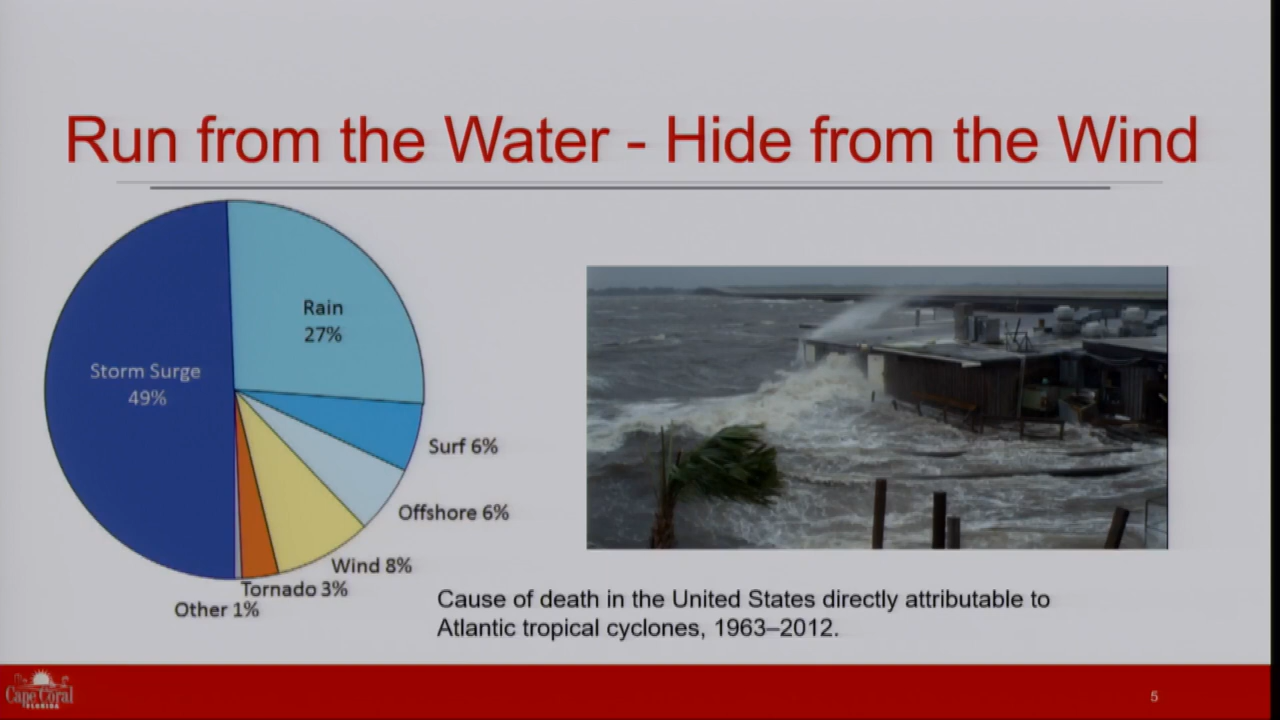 Run from the Water - Hide from the Wind
Rain
27%
Storm Surge
49%
Surf 6%
Offshore 6%
Wind 8%
Tornado 3%
Other 1%
Cause of death in the United States directly attributable to
Atlantic tropical cyclones, 1963–2012.
Cape Coral
FLORIDA
5